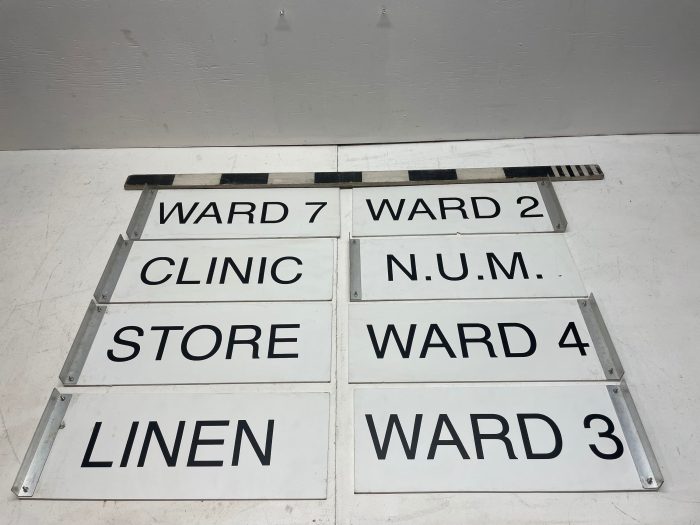 WARD 7
WARD 2
CLINIC
N.U.M.
STORE
WARD 4
LINEN
WARD 3